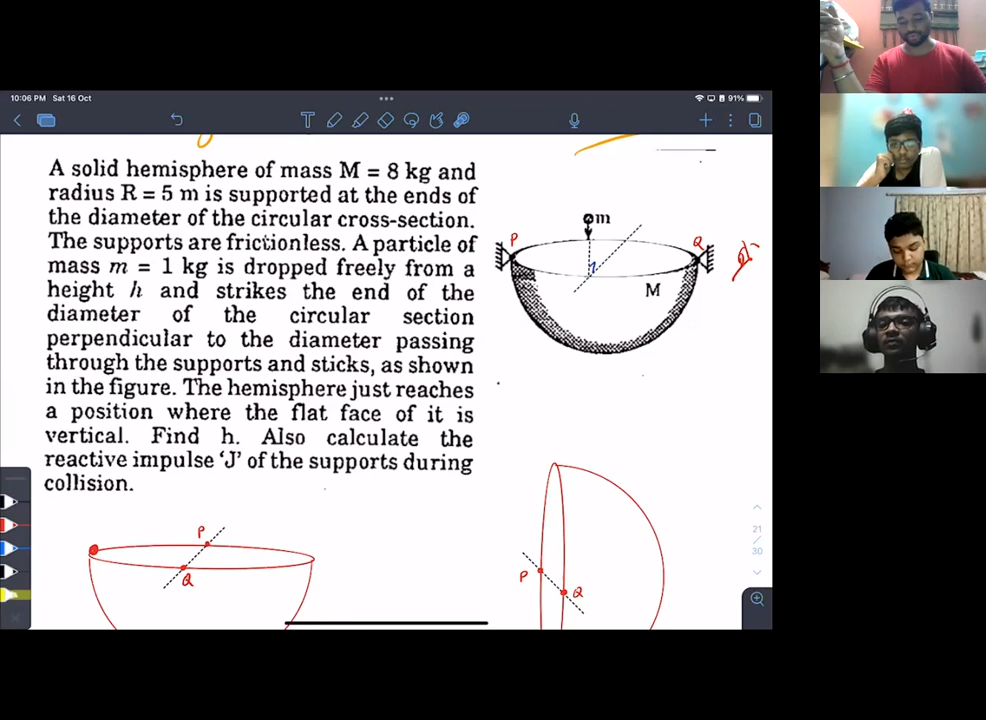 10:06 PM Sat 16 Oct
91%
A solid hemisphere of mass M = 8 kg and
radius R = 5 m is supported at the ends of
the diameter of the circular cross-section.
The supports are frictionless. A particle of
mass m = 1 kg is dropped freely from a
height h and strikes the end of the
diameter of the circular section
perpendicular to the diameter passing
through the supports and sticks, as shown
in the figure. The hemisphere just reaches
a position where the flat face of it is
vertical. Find h. Also calculate the
reactive impulse ‘J’ of the supports during
collision.
m
P
Q
M
P
Q
P
Q
21
/
30